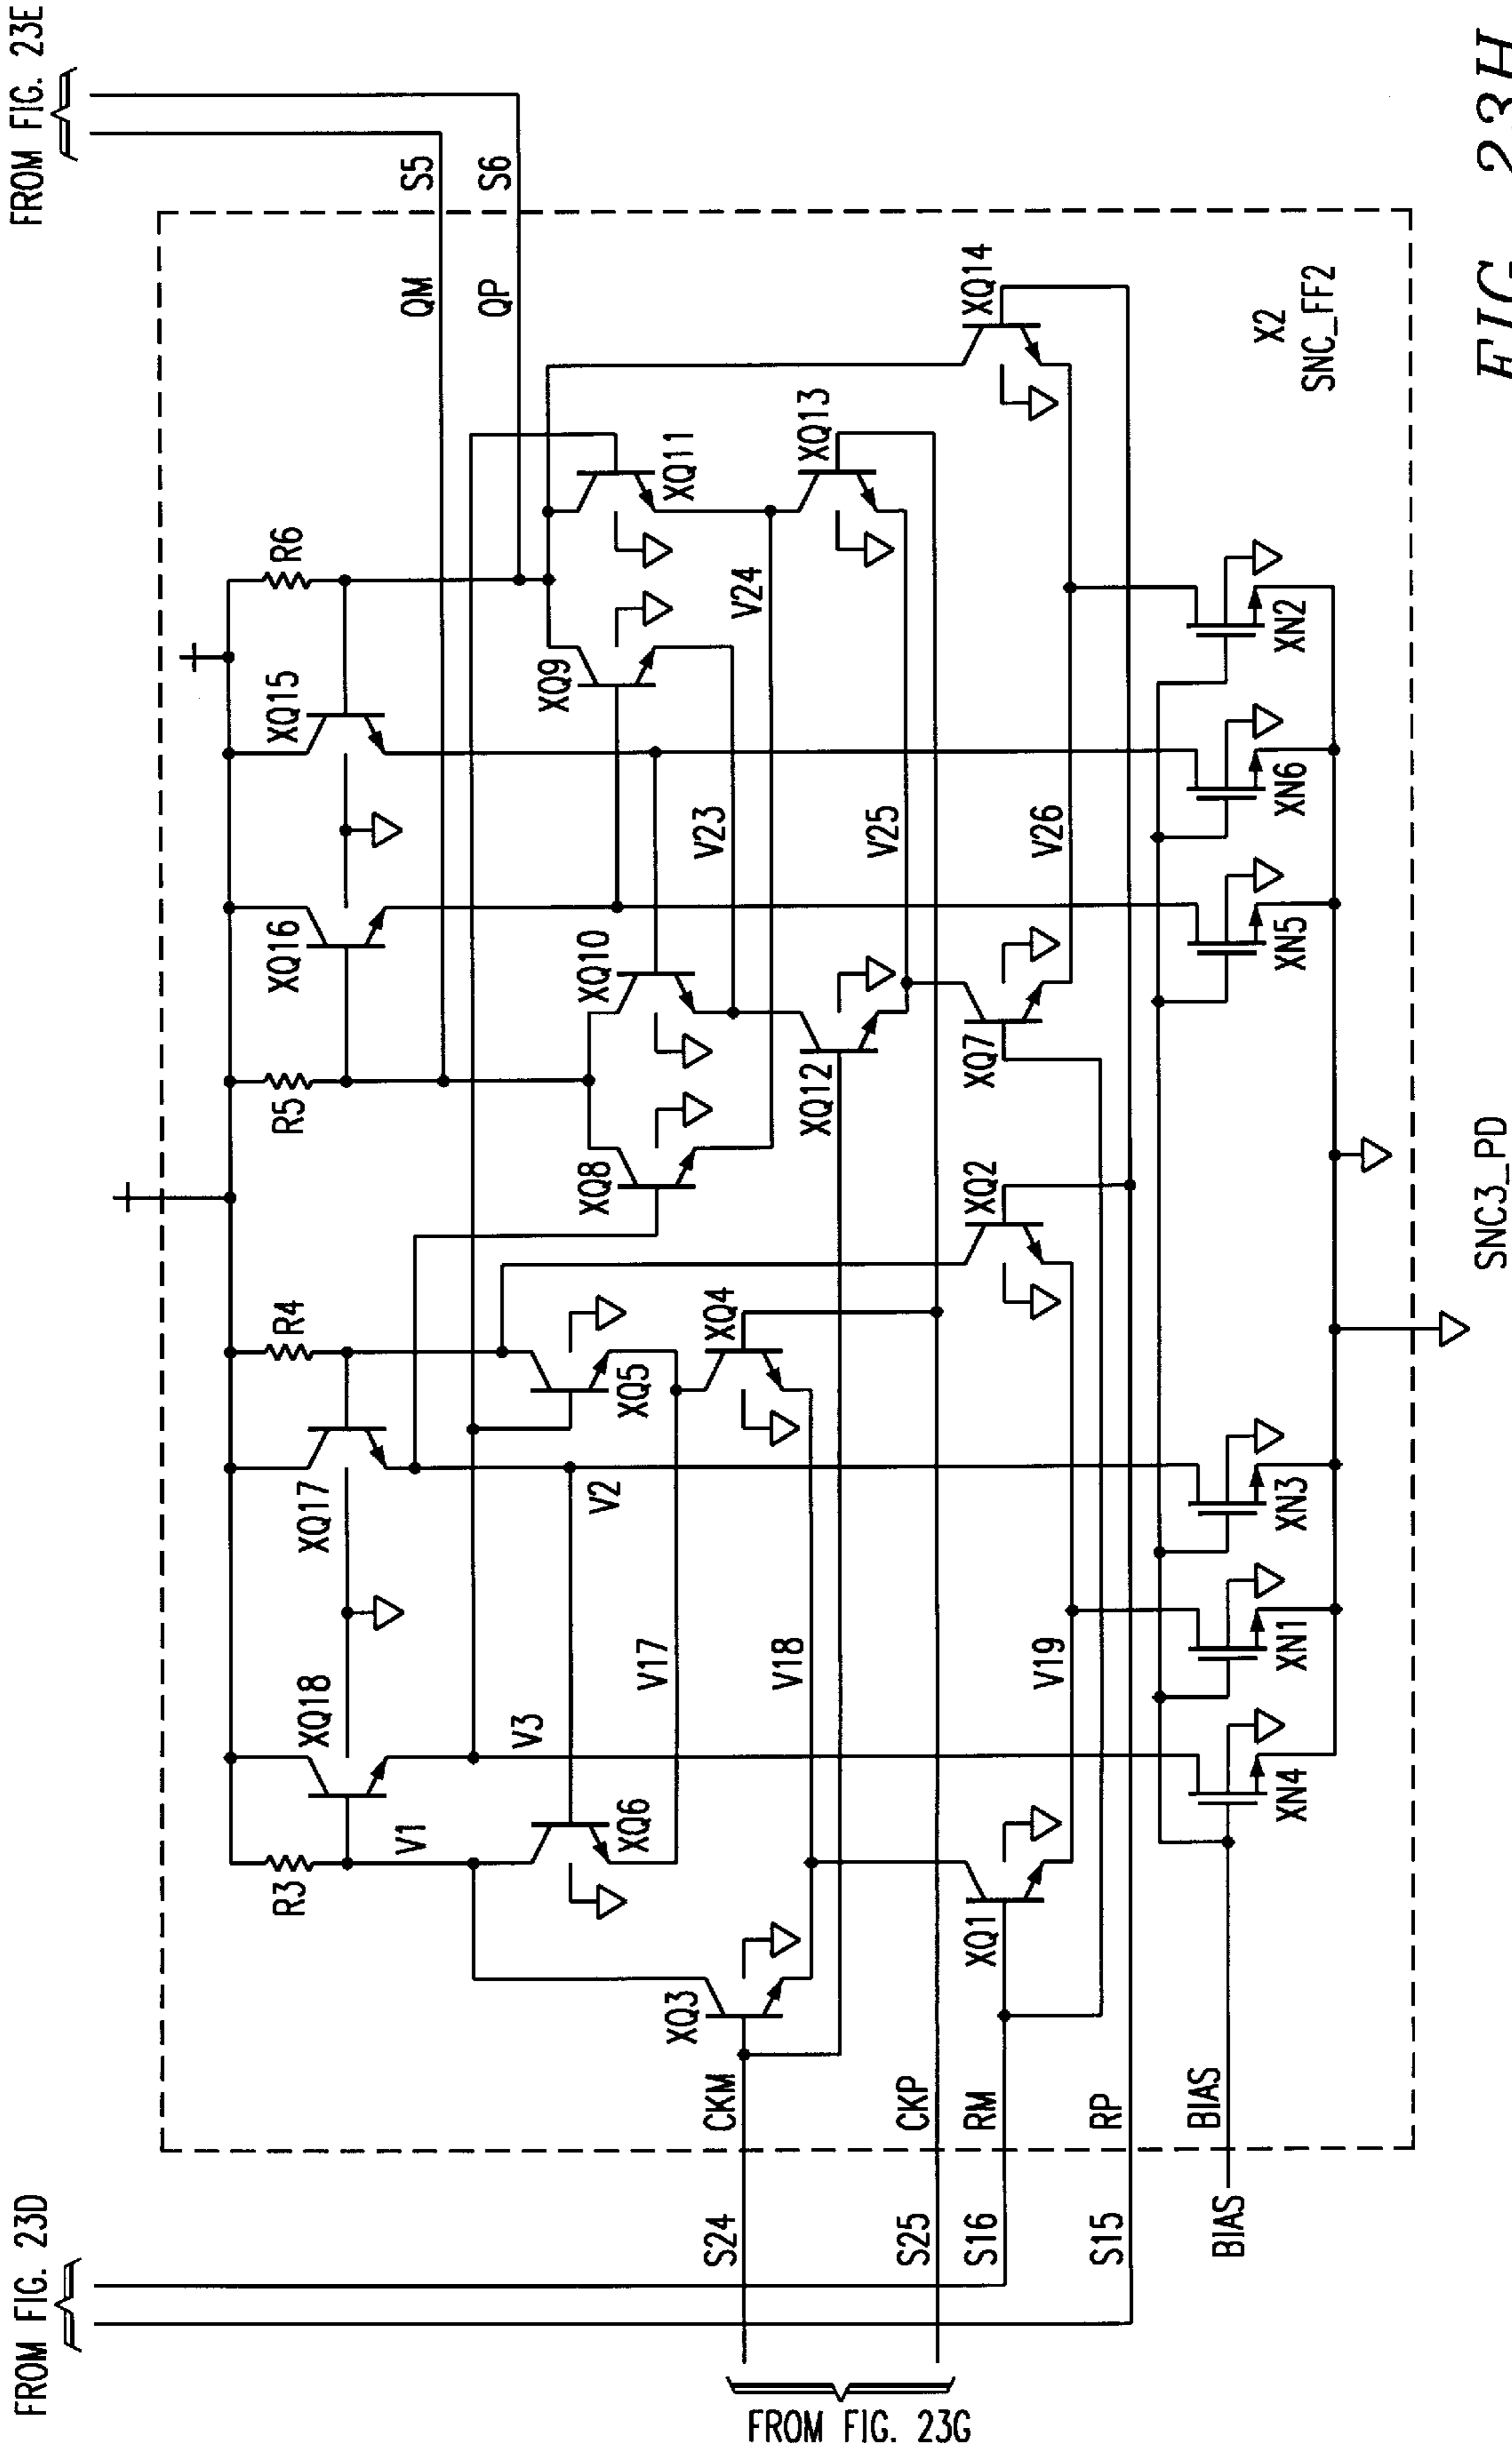 FROM FIG. 23E
FROM FIG. 23D
S5
S6
QM
QP
R3
R4
R5
R6
XQ18
XQ17
XQ16
XQ15
V1
V3
V2
XQ6
XQ5
XQ8
XQ10
XQ9
XQ11
V17
V23
V24
XQ3
XQ4
XQ12
XQ13
V18
V25
S24
CKM
S25
CKP
S16
RM
XQ1
XQ2
XQ7
XQ14
V19
V26
S15
RP
BIAS
BIAS
XN4
XN1
XN3
XN5
XN6
XN2
X2
SNC_FF2
FROM FIG. 23G
SNC3_PD
FIG. 23H